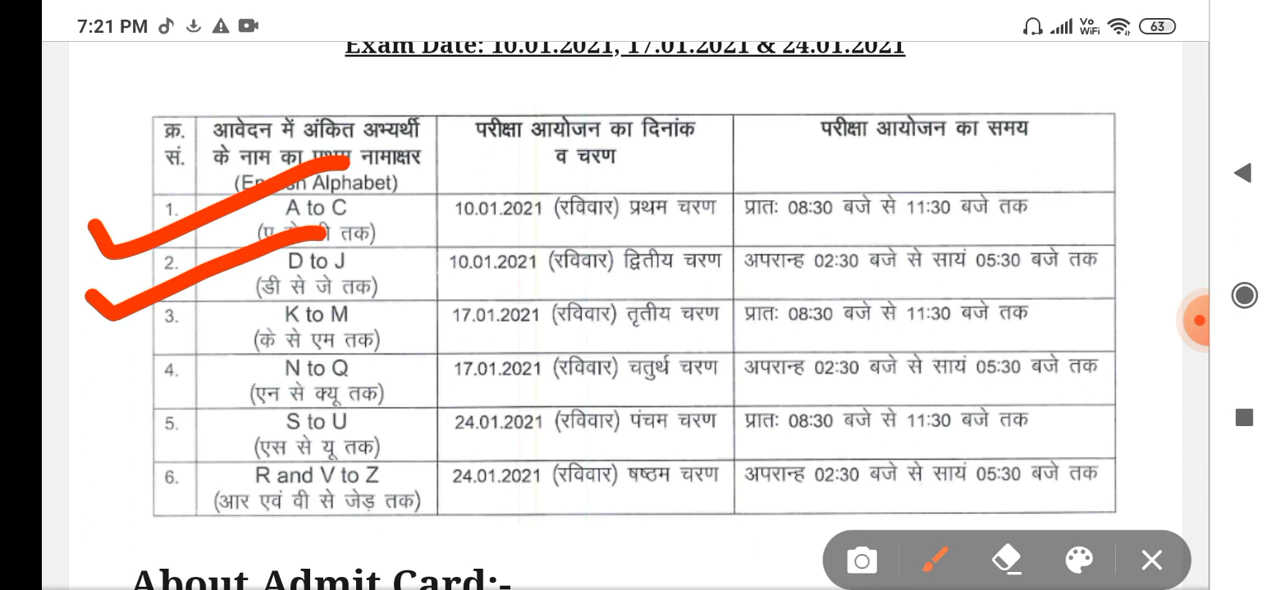 7:21 PM
Vo WiFi 63
Exam Date: 10.01.2021, 17.01.2021 & 24.01.2021
क्र. सं. आवेदन में अंकित अभ्यर्थी के नाम का प्रथम नामाक्षर (English Alphabet) परीक्षा आयोजन का दिनांक व चरण परीक्षा आयोजन का समय
1. A to C 10.01.2021 (रविवार) प्रथम चरण प्रातः 08:30 बजे से 11:30 बजे तक
तक)
2. D to J 10.01.2021 (रविवार) द्वितीय चरण अपरान्ह 02:30 बजे से सायं 05:30 बजे तक
(डी से जे तक)
3. K to M 17.01.2021 (रविवार) तृतीय चरण प्रातः 08:30 बजे से 11:30 बजे तक
(के से एम तक)
4. N to Q 17.01.2021 (रविवार) चतुर्थ चरण अपरान्ह 02:30 बजे से सायं 05:30 बजे तक
(एन से क्यू तक)
5. S to U 24.01.2021 (रविवार) पंचम चरण प्रातः 08:30 बजे से 11:30 बजे तक
(एस से यू तक)
6. R and V to Z 24.01.2021 (रविवार) षष्ठम चरण अपरान्ह 02:30 बजे से सायं 05:30 बजे तक
(आर एवं वी से जेड़ तक)
About Admit Card:-